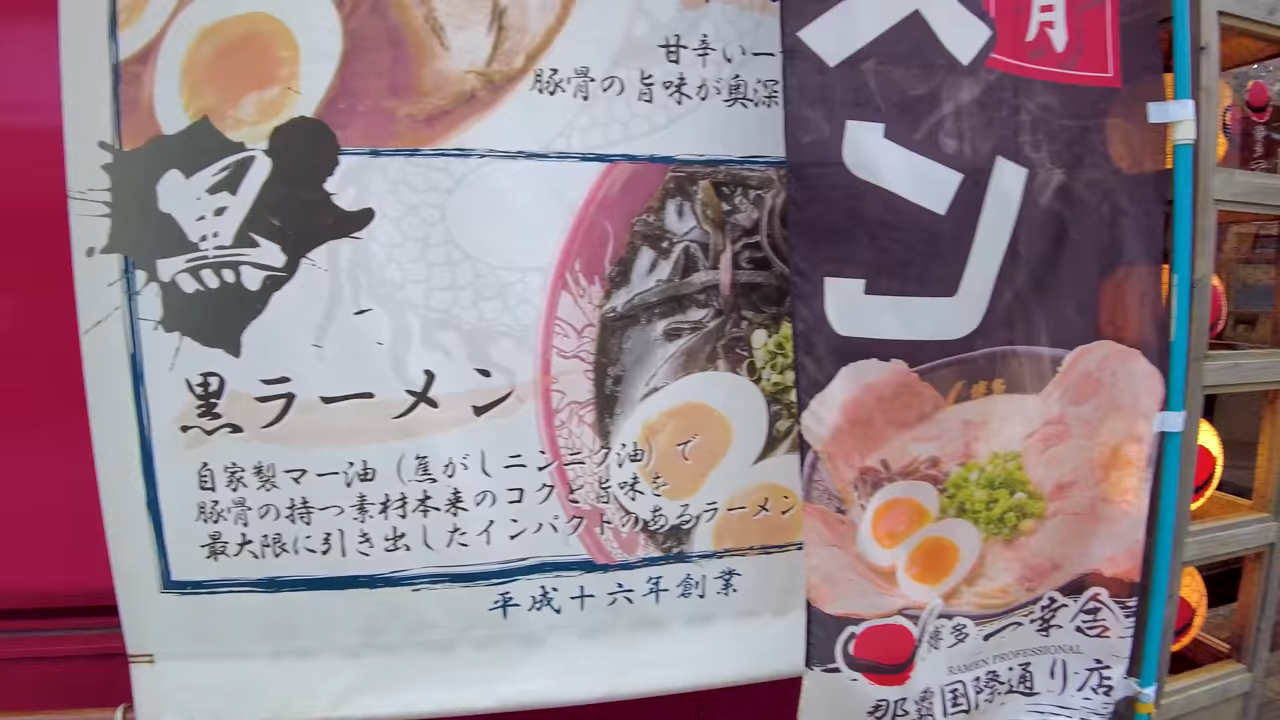 甘辛い一
豚骨の旨味が奥深
黒
黒ラーメン
自家製マー油（焦がしニンニク油）で
豚骨の持つ素材本来のコクと旨味を
最大限に引き出したインパクトのあるラーメン
平成十六年創業
メン
博多
博多一幸舎
RAMEN PROFESSIONAL
那覇国際通り店